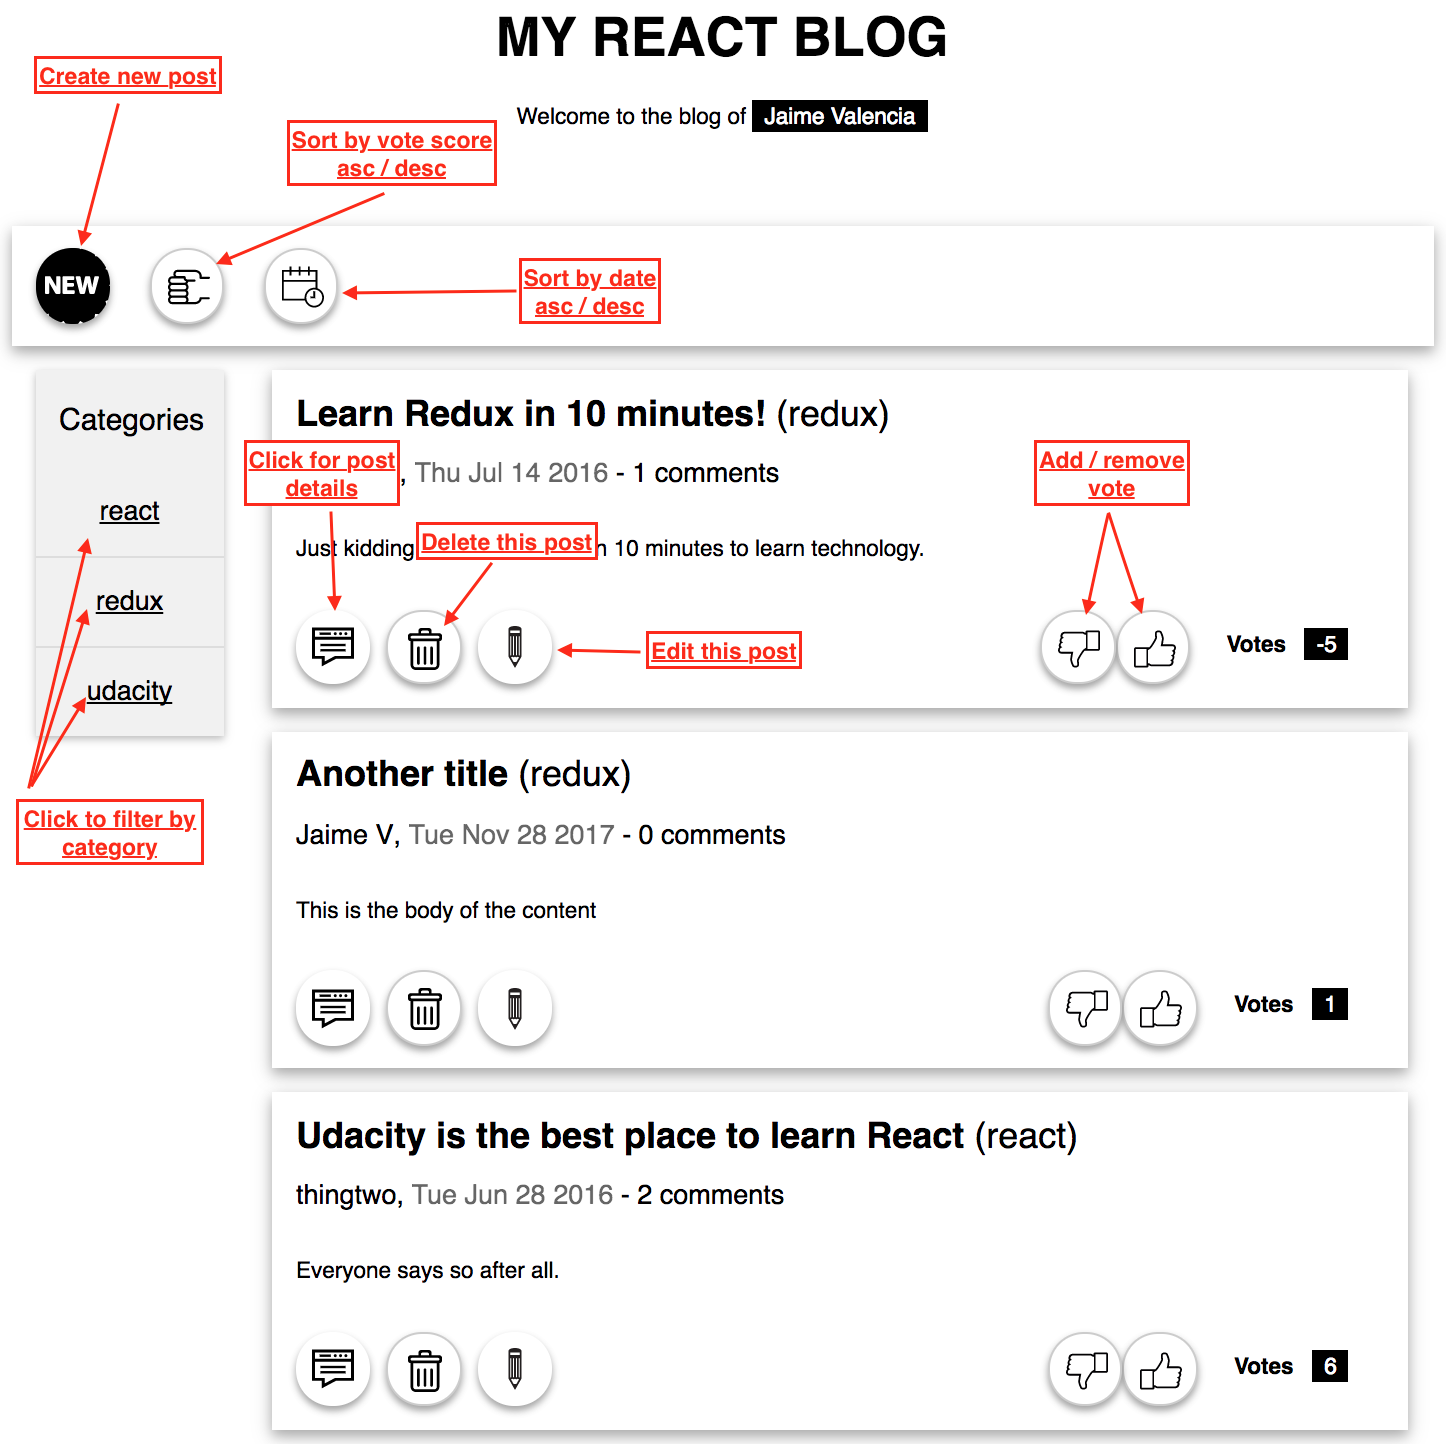 MY REACT BLOG
Create new post
Welcome to the blog of Jaime Valencia
Sort by vote score
asc / desc
NEW
Sort by date
asc / desc
Categories
react
redux
udacity
Click to filter by
category
Learn Redux in 10 minutes! (redux)
Click for post
details
, Thu Jul 14 2016 - 1 comments
Add / remove
vote
Just kidding
Delete this post
n 10 minutes to learn technology.
Edit this post
Votes -5
Another title (redux)
Jaime V, Tue Nov 28 2017 - 0 comments
This is the body of the content
Votes 1
Udacity is the best place to learn React (react)
thingtwo, Tue Jun 28 2016 - 2 comments
Everyone says so after all.
Votes 6